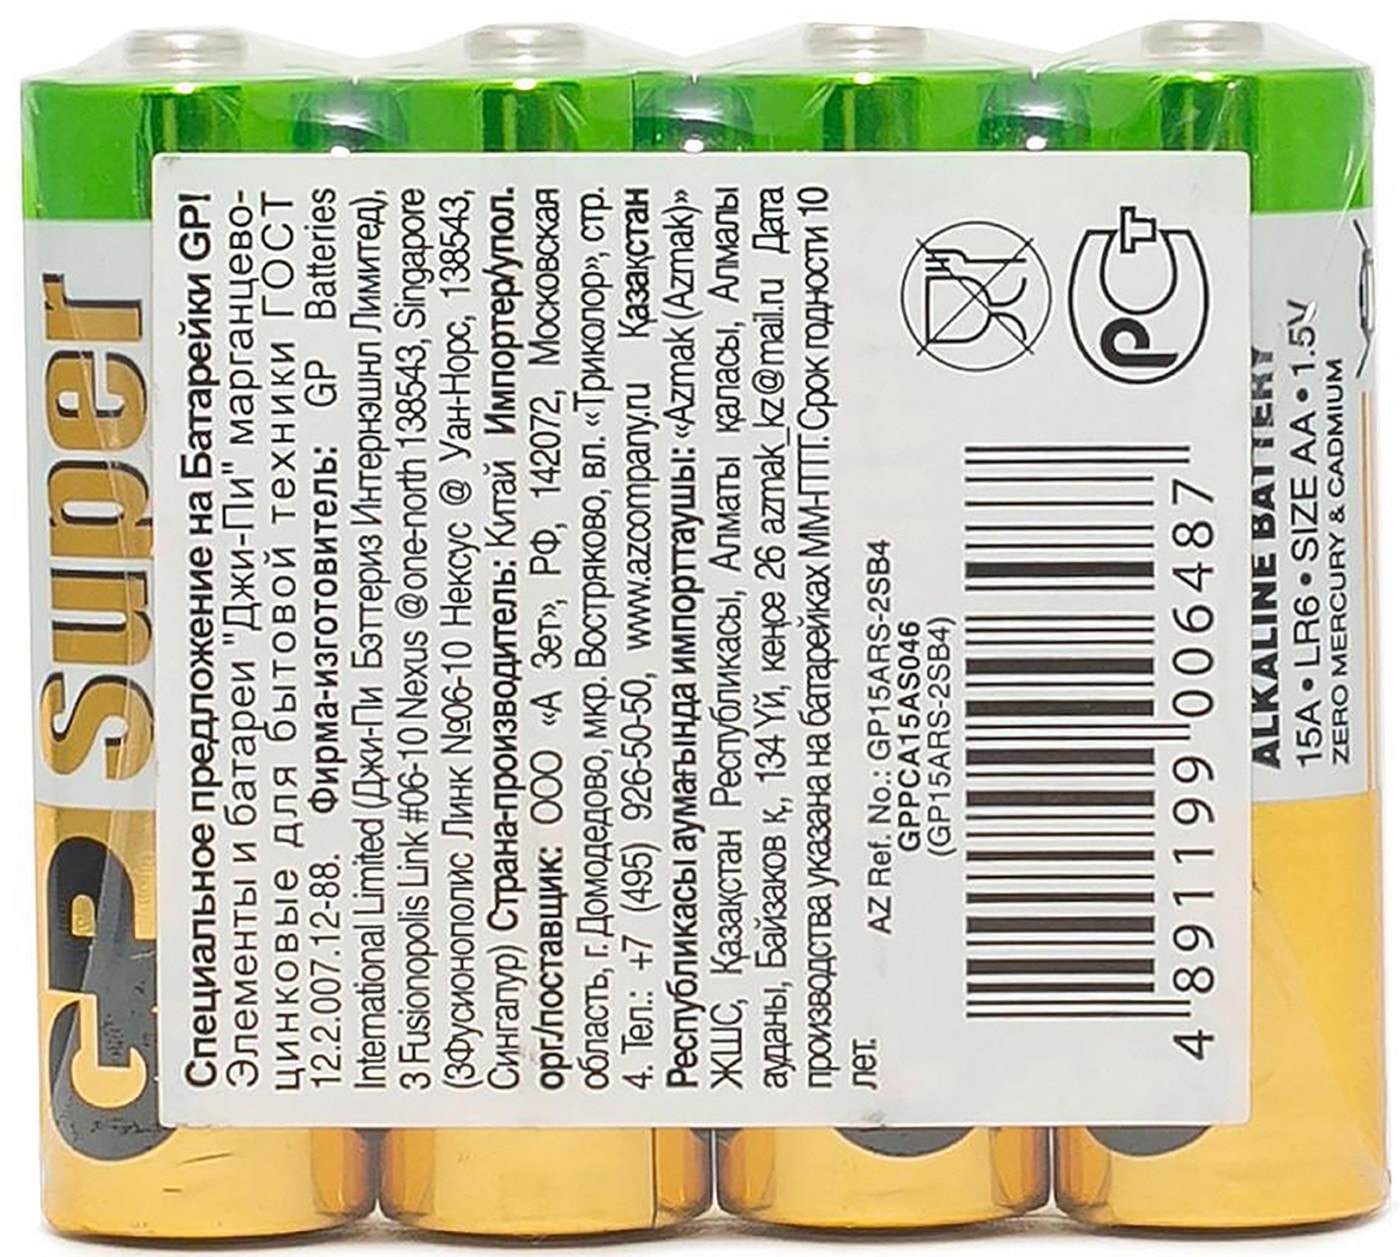 GP Super
Специальное предложение на Батарейки GP!
Элементы и батареи "Джи-Пи" марганцево-
цинковые для бытовой техники ГОСТ
12.2.007.12-88. Фирма-изготовитель: GP Batteries
International Limited (Джи-Пи Бэттериз Интернэшнл Лимитед),
3 Fusionopolis Link #06-10 Nexus @one-north 138543, Singapore
(3Фусионополис Линк №06-10 Нексус @ Уан-Норс, 138543,
Сингапур) Страна-производитель: Китай Импортер/упол.
орг/поставщик: ООО «А Зет», РФ, 142072, Московская
область, г.Домодедово, мкр. Востряково, вл. «Триколор», стр.
4. Тел.: +7 (495) 926-50-50, www.azcompany.ru Қазақстан
Республикасы аумағында импорттаушы: «Azmak (Azmak)»
ЖШС, Қазақстан Республикасы, Алматы қаласы, Алмалы
ауданы, Байзаков к., 134 Үй, кеңсе 26 azmak_kz@mail.ru Дата
производства указана на батарейках ММ-ГГГГ.Срок годности 10
лет.
AZ Ref. No.: GP15ARS-2SB4
GPPCA15AS046
(GP15ARS-2SB4)
РСТ
4 891199 006487
ALKALINE BATTERY
15A • LR6 • SIZE AA • 1.5V
ZERO MERCURY & CADMIUM